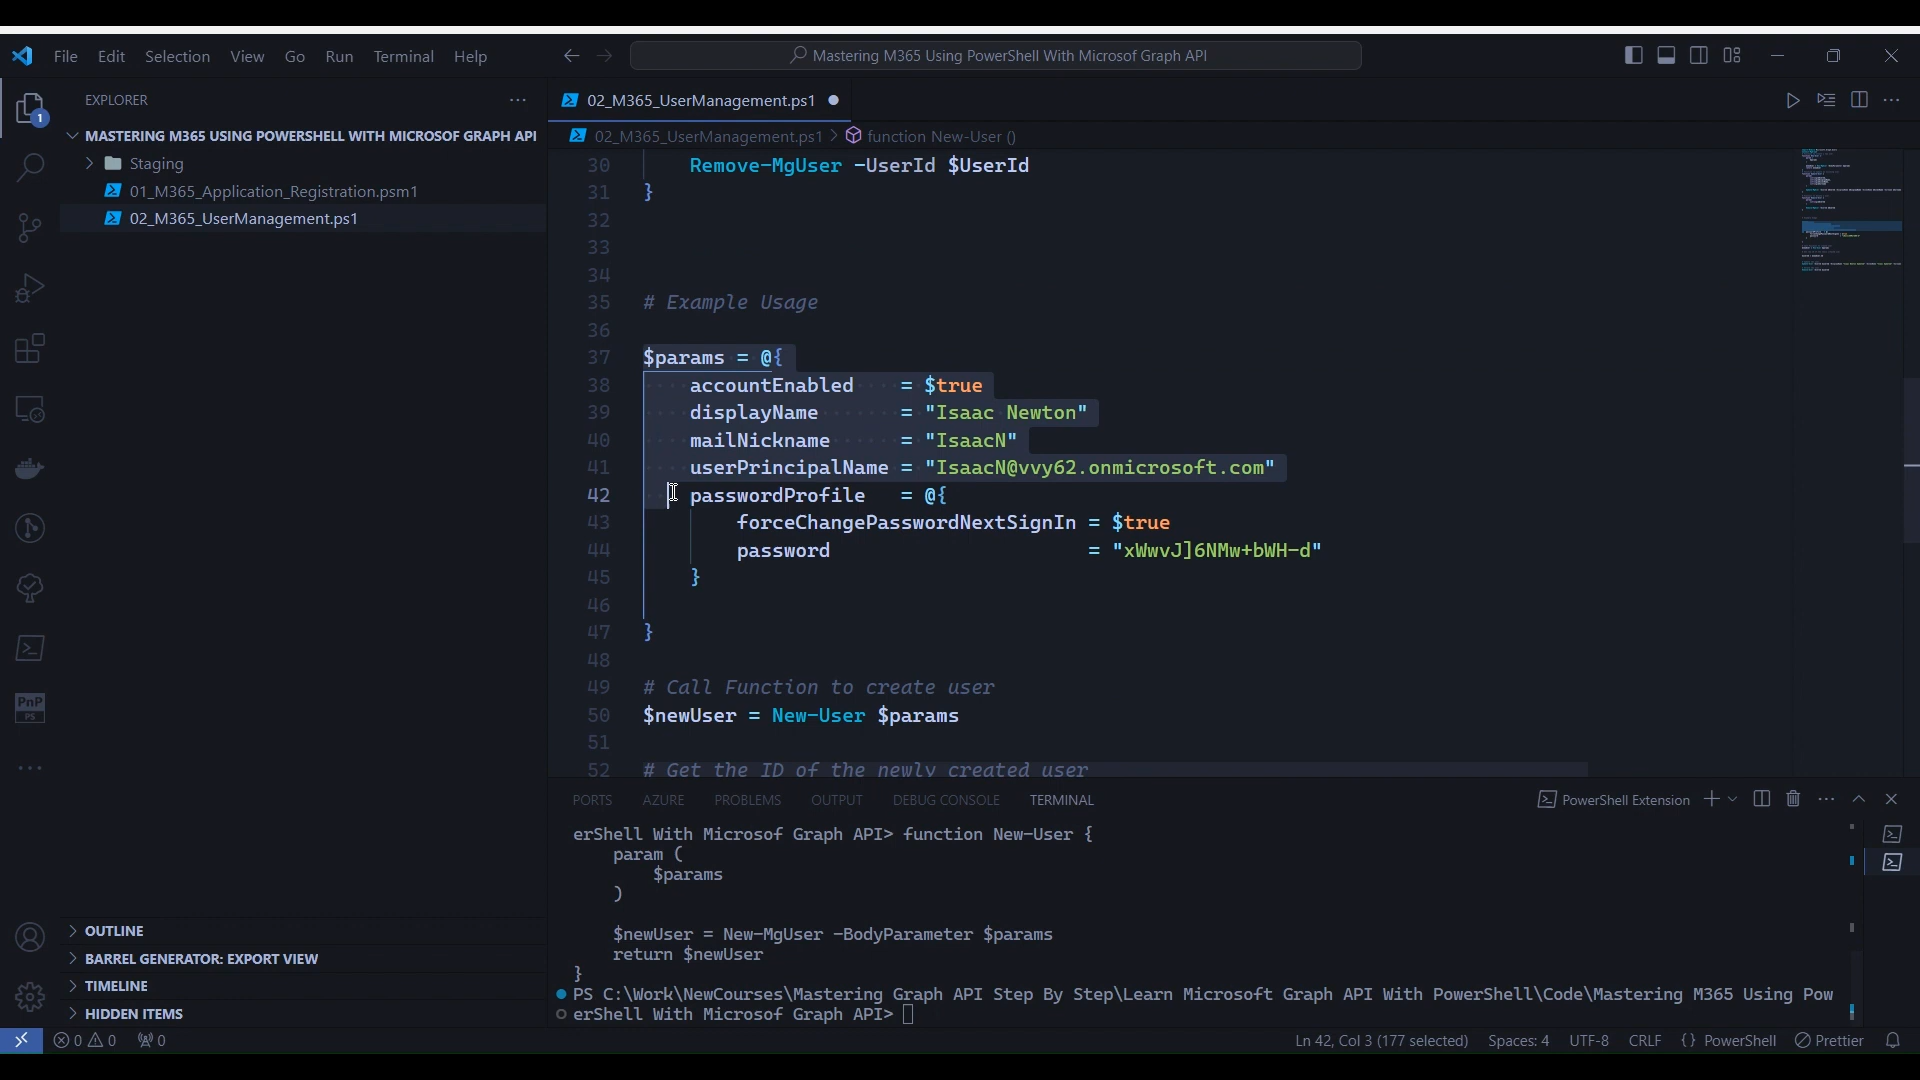 File Edit Selection View Go Run Terminal Help
Mastering M365 Using PowerShell With Microsof Graph API
EXPLORER
MASTERING M365 USING POWERSHELL WITH MICROSOF GRAPH API
Staging
01_M365_Application_Registration.psm1
02_M365_UserManagement.ps1
1
PnP
PS
OUTLINE
BARREL GENERATOR: EXPORT VIEW
TIMELINE
HIDDEN ITEMS
02_M365_UserManagement.ps1
02_M365_UserManagement.ps1 > function New-User ()
30 Remove-MgUser -UserId $UserId
31 }
32
33
34
35 # Example Usage
36
37 $params = @{
38 accountEnabled = $true
39 displayName = "Isaac Newton"
40 mailNickname = "IsaacN"
41 userPrincipalName = "IsaacN@vvy62.onmicrosoft.com"
42 passwordProfile = @{
43 forceChangePasswordNextSignIn = $true
44 password = "xWwvJ]6NMw+bWH-d"
45 }
46
47 }
48
49 # Call Function to create user
50 $newUser = New-User $params
51
52 # Get the ID of the newly created user
PORTS AZURE PROBLEMS OUTPUT DEBUG CONSOLE TERMINAL
PowerShell Extension
erShell With Microsof Graph API> function New-User {
param (
$params
)
$newUser = New-MgUser -BodyParameter $params
return $newUser
}
PS C:\Work\NewCourses\Mastering Graph API Step By Step\Learn Microsoft Graph API With PowerShell\Code\Mastering M365 Using Pow
erShell With Microsof Graph API>
0 0 0
Ln 42, Col 3 (177 selected) Spaces: 4 UTF-8 CRLF {} PowerShell Prettier